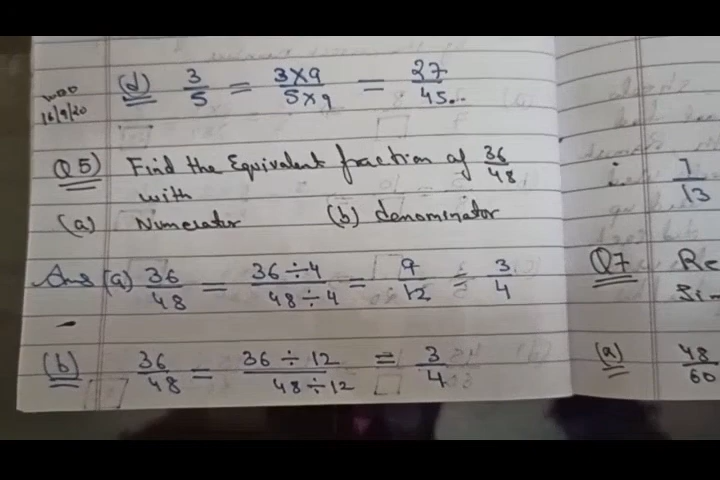 (d) 3/5 = 3×9/5×9 = 27/45..
16/9/20
Q5) Find the Equivalent fraction of 36/48
with
(a) Numerator (b) denominator
Ans (a) 36/48 = 36÷4/48÷4 = 9/12 = 3/4
(b) 36/48 = 36÷12/48÷12 = 3/4
7/13
Q7 Re
Sim
(a) 48/60